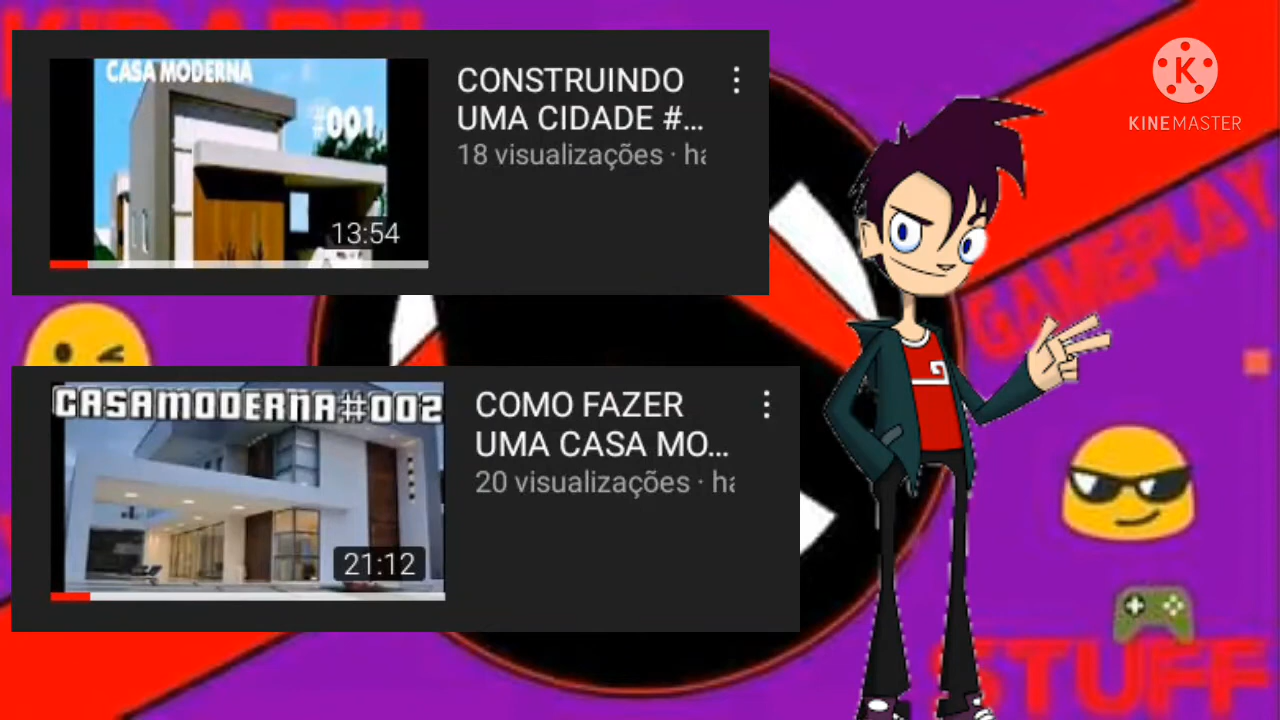 CASA MODERNA
#001
13:54
CONSTRUINDO
UMA CIDADE #...
18 visualizações · há
KINEMASTER
GAMEPLAY
CASAMODERNA#002
21:12
COMO FAZER
UMA CASA MO...
20 visualizações · há
STUFF